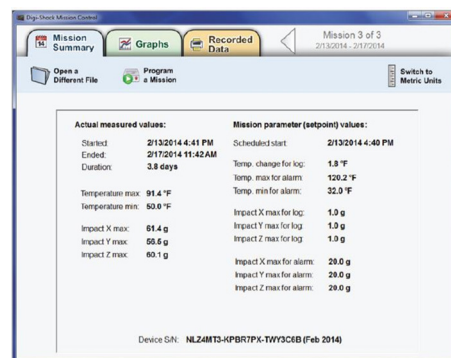 Digi-Shock Mission Control
Mission Summary
Graphs
Recorded Data
Mission 3 of 3
2/13/2014 - 2/17/2014
Open a Different File
Program a Mission
Switch to Metric Units
Actual measured values:
Started: 2/13/2014 4:41 PM
Ended: 2/17/2014 11:42 AM
Duration: 3.8 days
Temperature max: 91.4 °F
Temperature min: 50.0 °F
Impact X max: 61.4 g
Impact Y max: 55.5 g
Impact Z max: 60.1 g
Mission parameter (setpoint) values:
Scheduled start: 2/13/2014 4:40 PM
Temp. change for log: 1.8 °F
Temp. max for alarm: 120.2 °F
Temp. min for alarm: 32.0 °F
Impact X max for log: 1.0 g
Impact Y max for log: 1.0 g
Impact Z max for log: 1.0 g
Impact X max for alarm: 20.0 g
Impact Y max for alarm: 20.0 g
Impact Z max for alarm: 20.0 g
Device S/N: NLZ4MT3-KPBR7PX-TWY3C6B (Feb 2014)